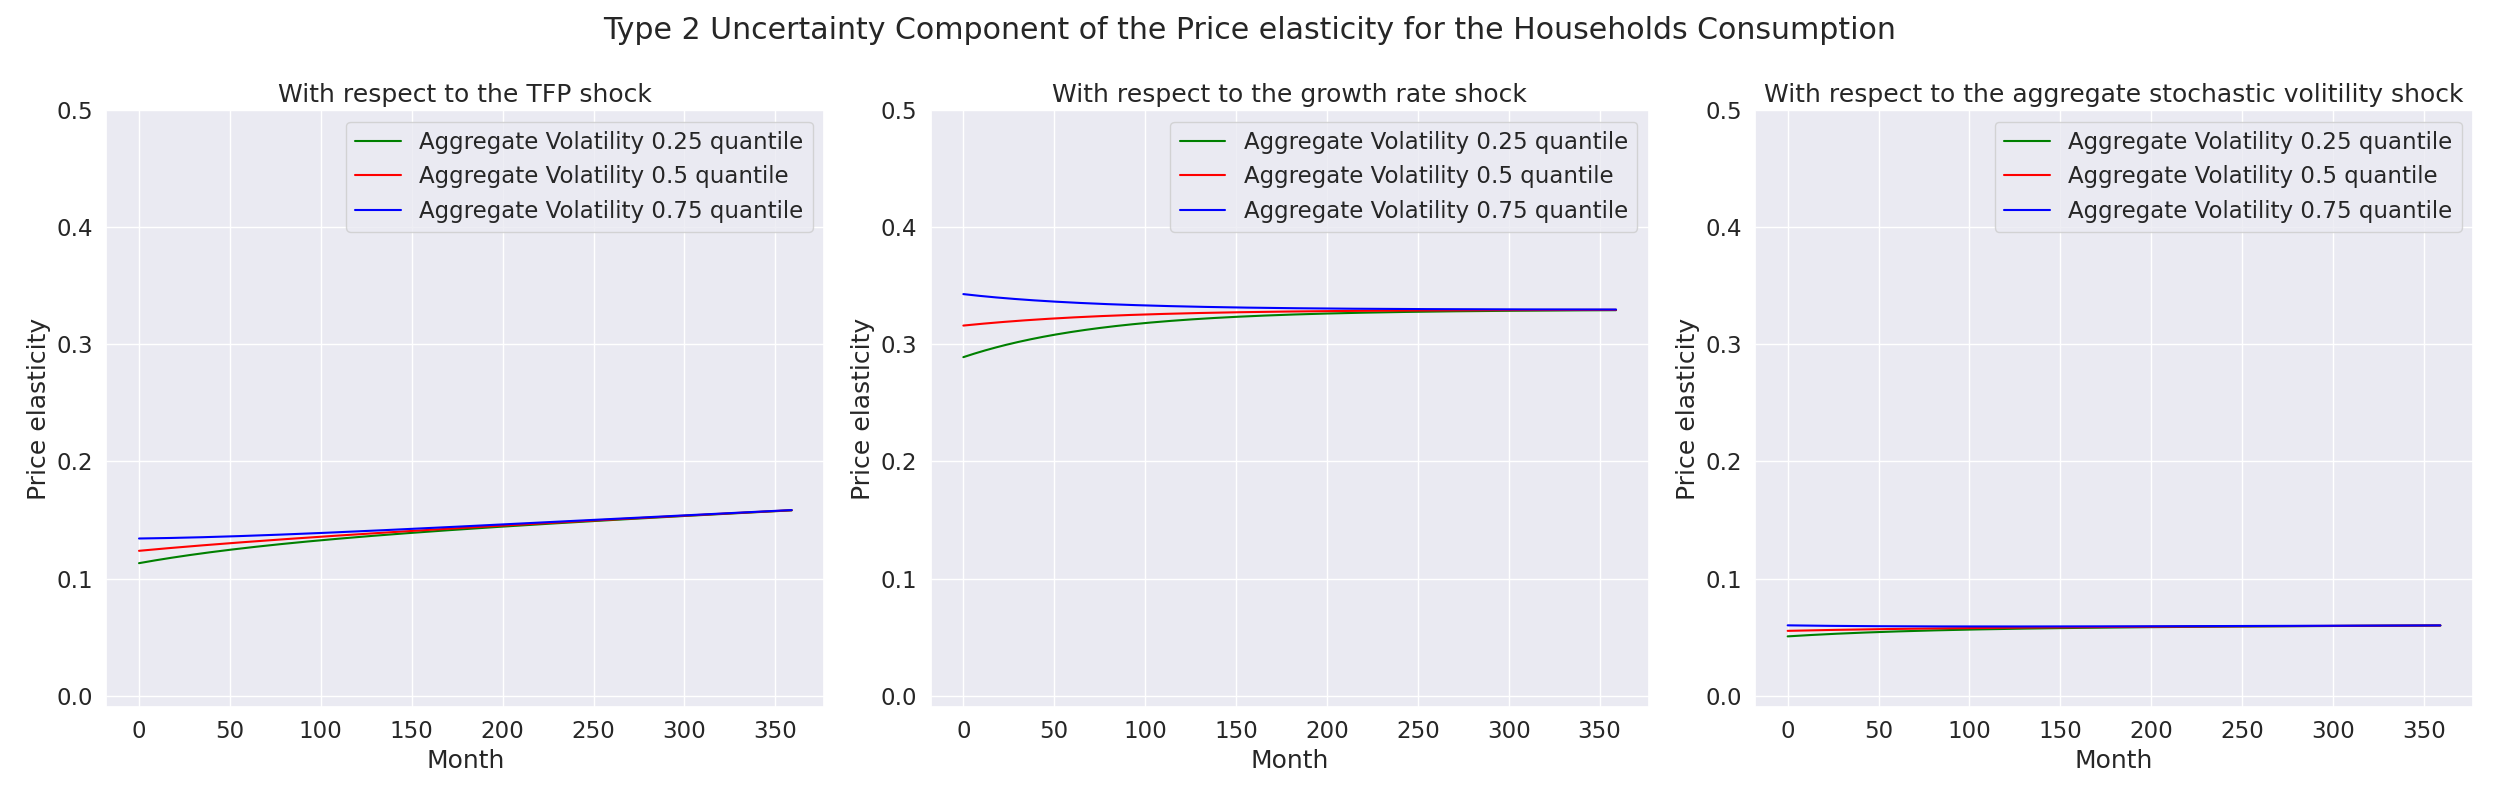 Type 2 Uncertainty Component of the Price elasticity for the Households Consumption
With respect to the TFP shock
0.5
0.4
0.3
0.2
0.1
0.0
Price elasticity
Aggregate Volatility 0.25 quantile
Aggregate Volatility 0.5 quantile
Aggregate Volatility 0.75 quantile
0 50 100 150 200 250 300 350
Month
With respect to the growth rate shock
0.5
0.4
0.3
0.2
0.1
0.0
Price elasticity
Aggregate Volatility 0.25 quantile
Aggregate Volatility 0.5 quantile
Aggregate Volatility 0.75 quantile
0 50 100 150 200 250 300 350
Month
With respect to the aggregate stochastic volitility shock
0.5
0.4
0.3
0.2
0.1
0.0
Price elasticity
Aggregate Volatility 0.25 quantile
Aggregate Volatility 0.5 quantile
Aggregate Volatility 0.75 quantile
0 50 100 150 200 250 300 350
Month